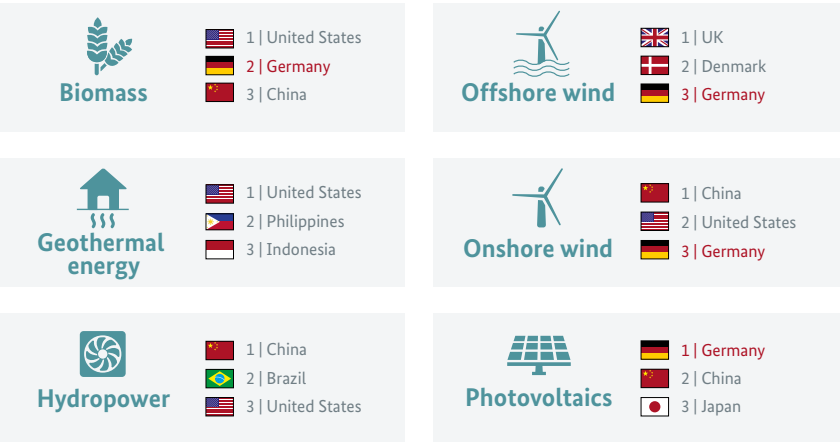 Biomass
1 | United States
2 | Germany
3 | China
Offshore wind
1 | UK
2 | Denmark
3 | Germany
Geothermal
energy
1 | United States
2 | Philippines
3 | Indonesia
Onshore wind
1 | China
2 | United States
3 | Germany
Hydropower
1 | China
2 | Brazil
3 | United States
Photovoltaics
1 | Germany
2 | China
3 | Japan